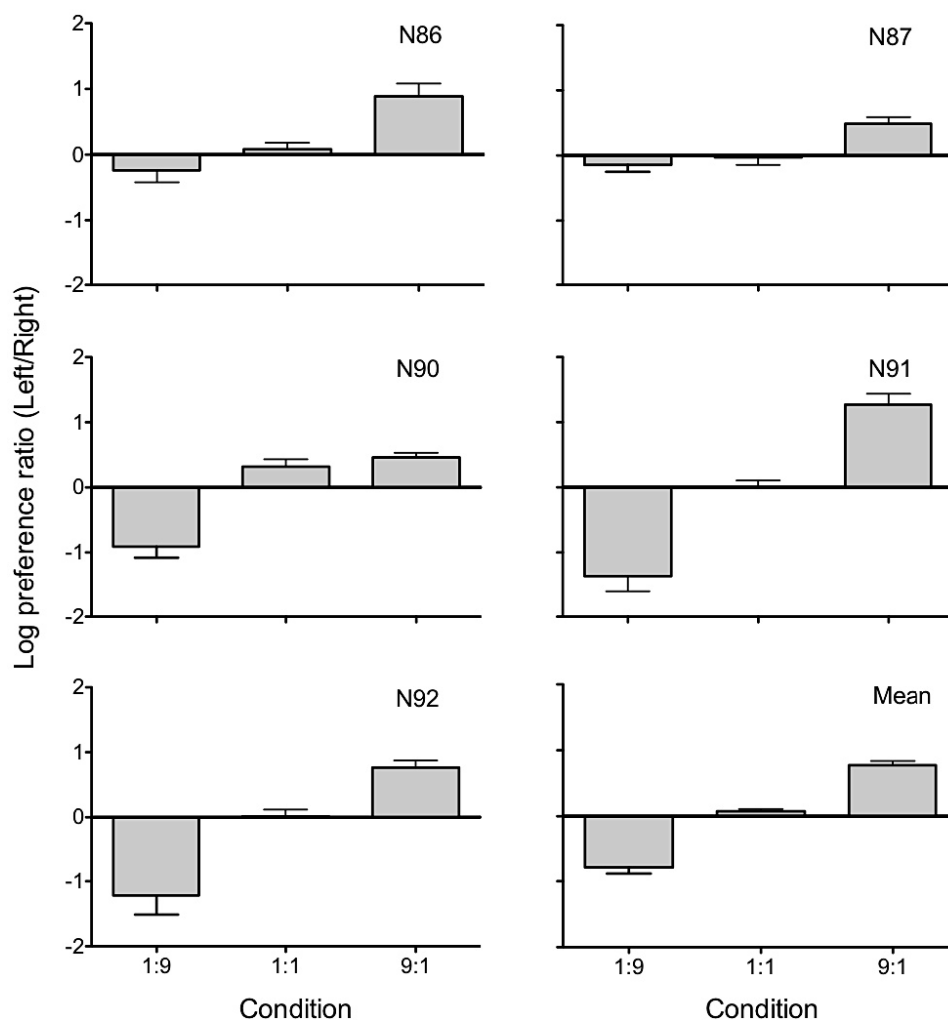 Log preference ratio (Left/Right)
N86
2
1
0
-1
-2
N87
N90
2
1
0
-1
-2
N91
N92
2
1
0
-1
-2
1:9 1:1 9:1
Condition
Mean
1:9 1:1 9:1
Condition